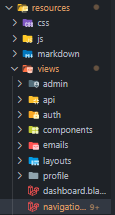 resources
css
js
markdown
views
admin
api
auth
components
emails
layouts
profile
dashboard.bla...
navigatio... 9+